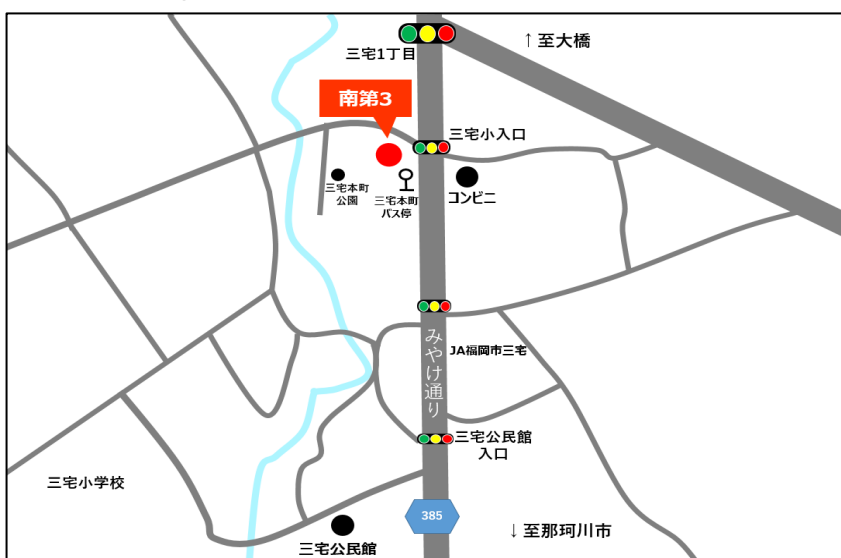 ↑至大橋
三宅1丁目
南第3
三宅小入口
三宅本町
公園
三宅本町
バス停
コンビニ
みやけ通り
JA福岡市三宅
三宅公民館
入口
三宅小学校
385
↓至那珂川市
三宅公民館